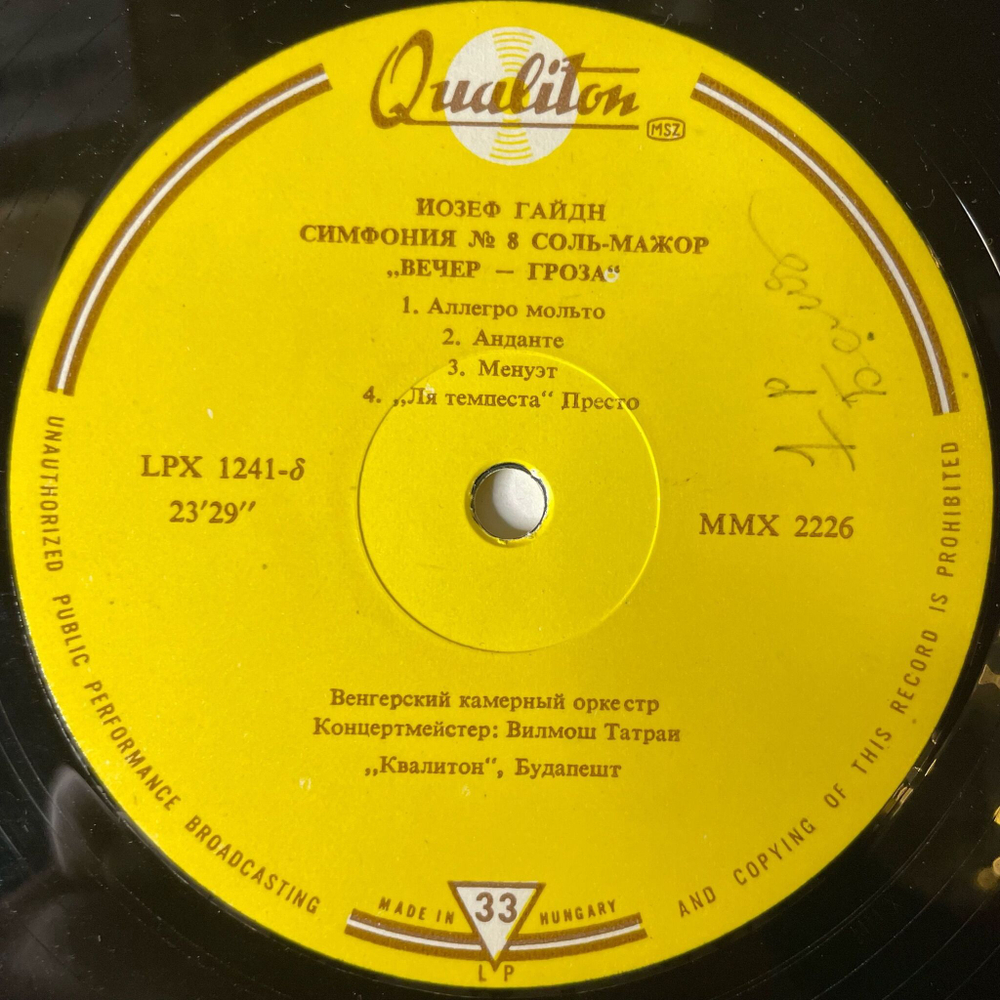 Qualiton
MSZ
ИОЗЕФ ГАЙДН
СИМФОНИЯ № 8 СОЛЬ-МАЖОР
„ВЕЧЕР — ГРОЗА“
1. Аллегро мольто
2. Анданте
3. Менуэт
4. „Ля темпеста“ Престо
LPX 1241-δ
23′29″
MMX 2226
Венгерский камерный оркестр
Концертмейстер: Вилмош Татраи
„Квалитон“, Будапешт
UNAUTHORIZED PUBLIC PERFORMANCE BROADCASTING
AND COPYING OF THIS RECORD IS PROHIBITED
MADE IN 33 HUNGARY
LP